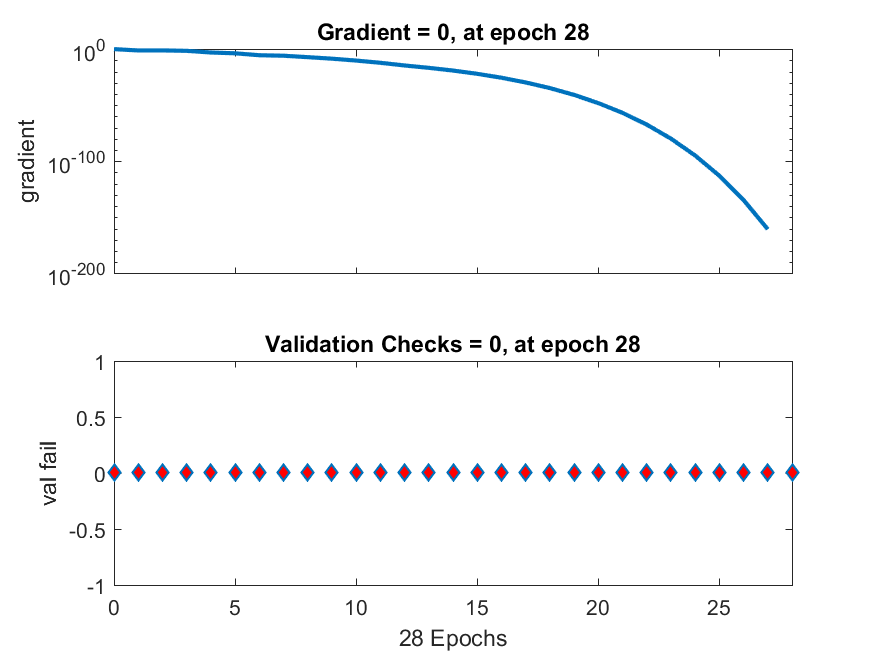 Gradient = 0, at epoch 28
10^0
10^-100
10^-200
gradient
Validation Checks = 0, at epoch 28
1
0.5
0
-0.5
-1
val fail
0 5 10 15 20 25
28 Epochs